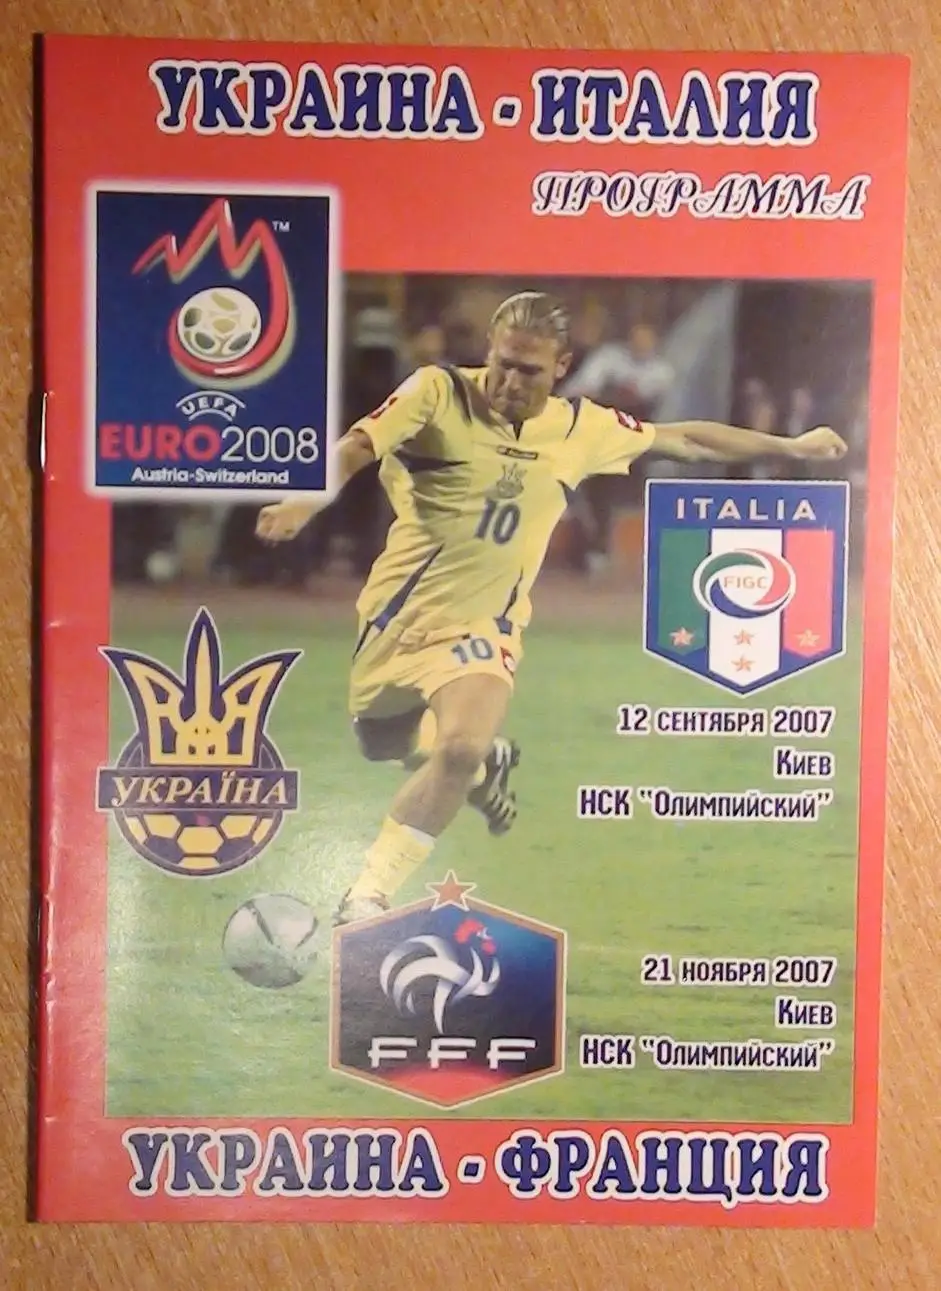 УКРАИНА - ИТАЛИЯ
ПРОГРАММА
TM
UEFA
EURO2008
Austria-Switzerland
10
10
ITALIA
FIGC
УКРАЇНА
12 СЕНТЯБРЯ 2007
КИЕВ
НСК "ОЛИМПИЙСКИЙ"
FFF
21 НОЯБРЯ 2007
КИЕВ
НСК "ОЛИМПИЙСКИЙ"
УКРАИНА - ФРАНЦИЯ